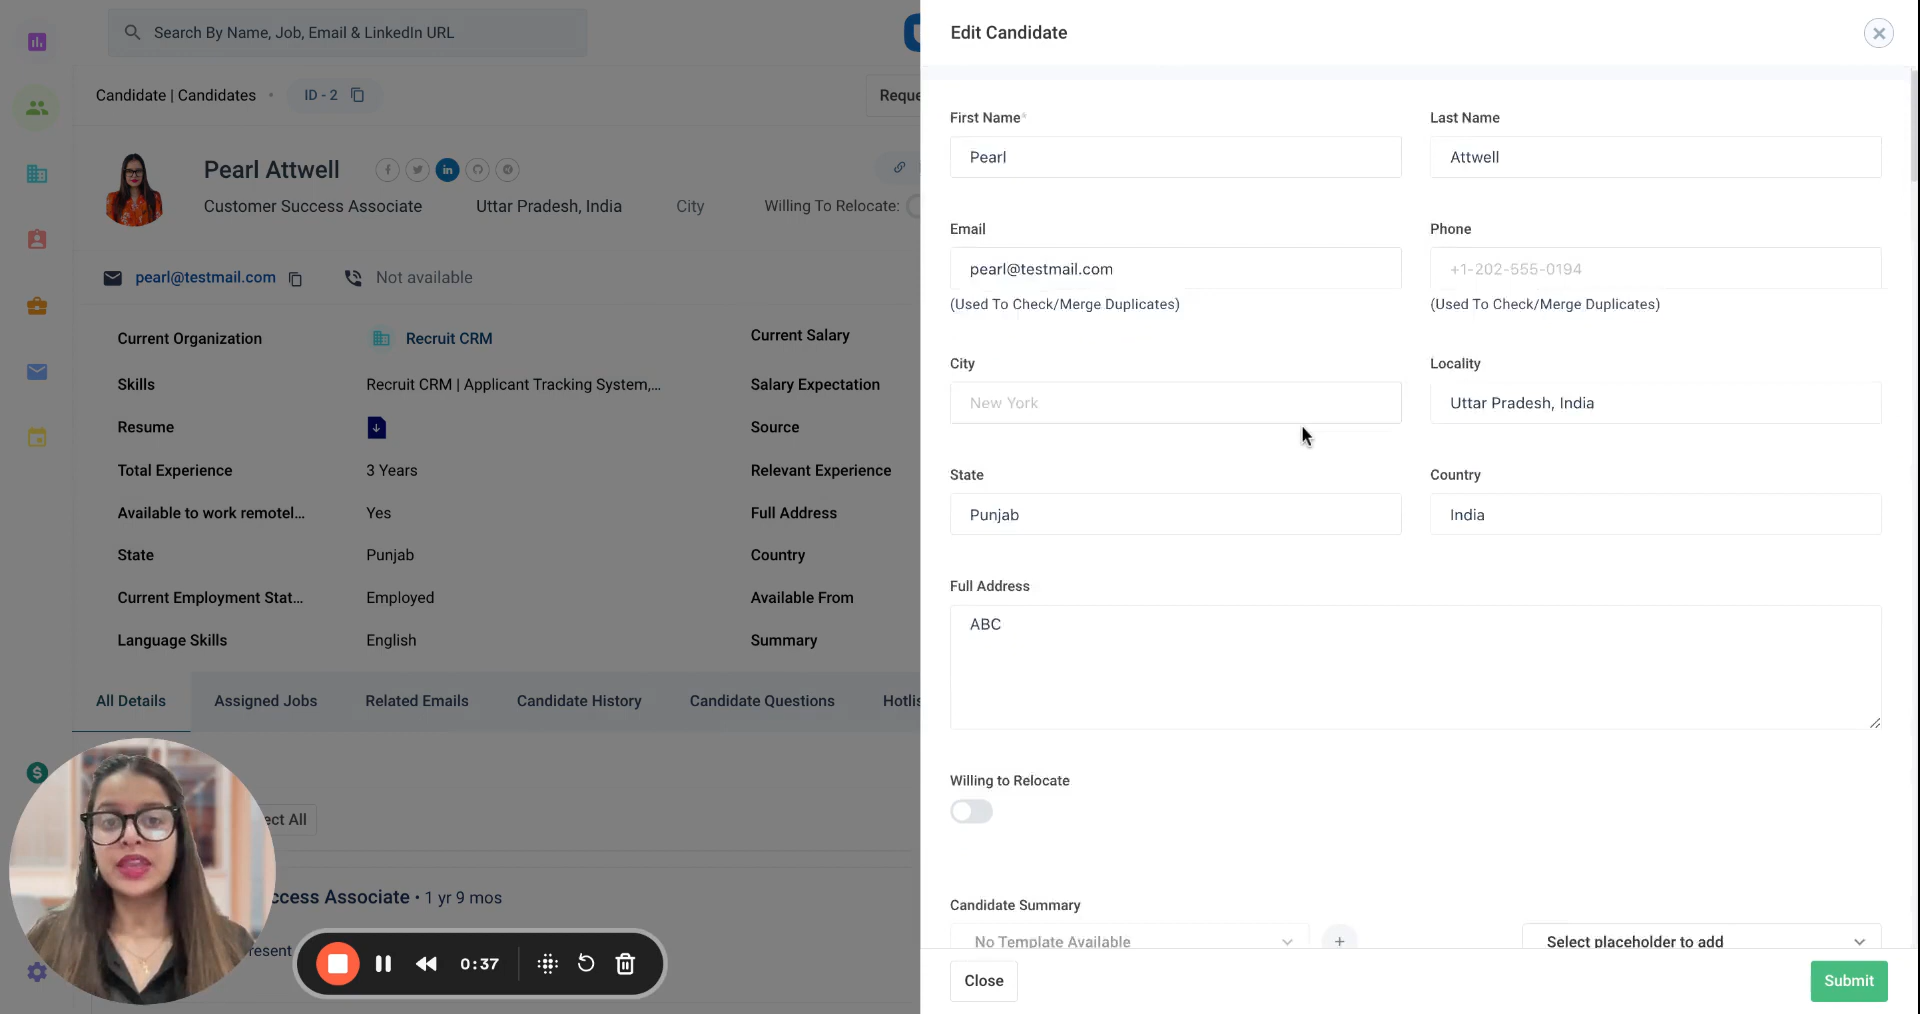 Search By Name, Job, Email & LinkedIn URL
Candidate | Candidates • ID - 2
Reque
Pearl Attwell
Customer Success Associate
Uttar Pradesh, India
City
Willing To Relocate:
pearl@testmail.com
Not available
Current Organization
Recruit CRM
Current Salary
Skills
Recruit CRM | Applicant Tracking System,...
Salary Expectation
Resume
Source
Total Experience
3 Years
Relevant Experience
Available to work remotel...
Yes
Full Address
State
Punjab
Country
Current Employment Stat...
Employed
Available From
Language Skills
English
Summary
All Details
Assigned Jobs
Related Emails
Candidate History
Candidate Questions
Hotlis
ect All
ccess Associate • 1 yr 9 mos
resent
0:37
Edit Candidate
First Name*
Last Name
Pearl
Attwell
Email
Phone
pearl@testmail.com
+1-202-555-0194
(Used To Check/Merge Duplicates)
(Used To Check/Merge Duplicates)
City
Locality
New York
Uttar Pradesh, India
State
Country
Punjab
India
Full Address
ABC
Willing to Relocate
Candidate Summary
No Template Available
Select placeholder to add
Close
Submit